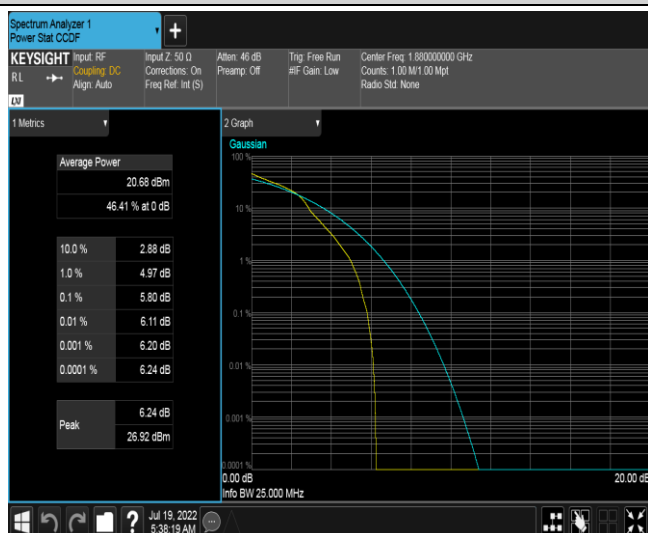 Spectrum Analyzer 1
Power Stat CCDF
KEYSIGHT
RL
LXI
Input: RF
Coupling: DC
Align: Auto
Input Z: 50 Ω
Corrections: On
Freq Ref: Int (S)
Atten: 46 dB
Preamp: Off
Trig: Free Run
#IF Gain: Low
Center Freq: 1.880000000 GHz
Counts: 1.00 M/1.00 Mpt
Radio Std: None
1 Metrics
Average Power
20.68 dBm
46.41 % at 0 dB
10.0 % 2.88 dB
1.0 % 4.97 dB
0.1 % 5.80 dB
0.01 % 6.11 dB
0.001 % 6.20 dB
0.0001 % 6.24 dB
Peak 6.24 dB
26.92 dBm
2 Graph
Gaussian
100 %
10 %
1 %
0.1 %
0.01 %
0.001 %
0.0001 %
0.00 dB 20.00 dB
Info BW 25.000 MHz
?
Jul 19, 2022
5:38:19 AM